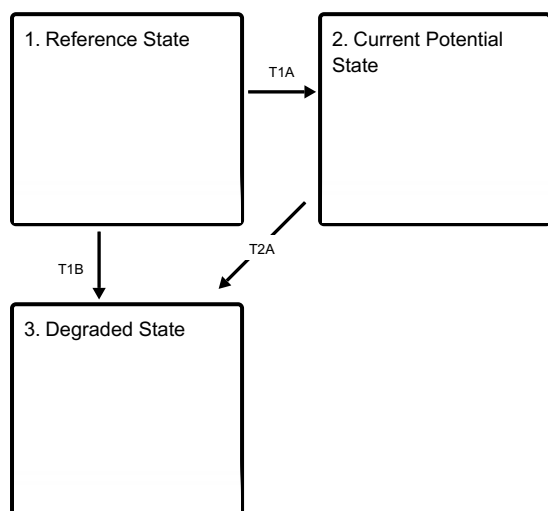 1. Reference State
2. Current Potential
State
T1A
T1B
T2A
3. Degraded State